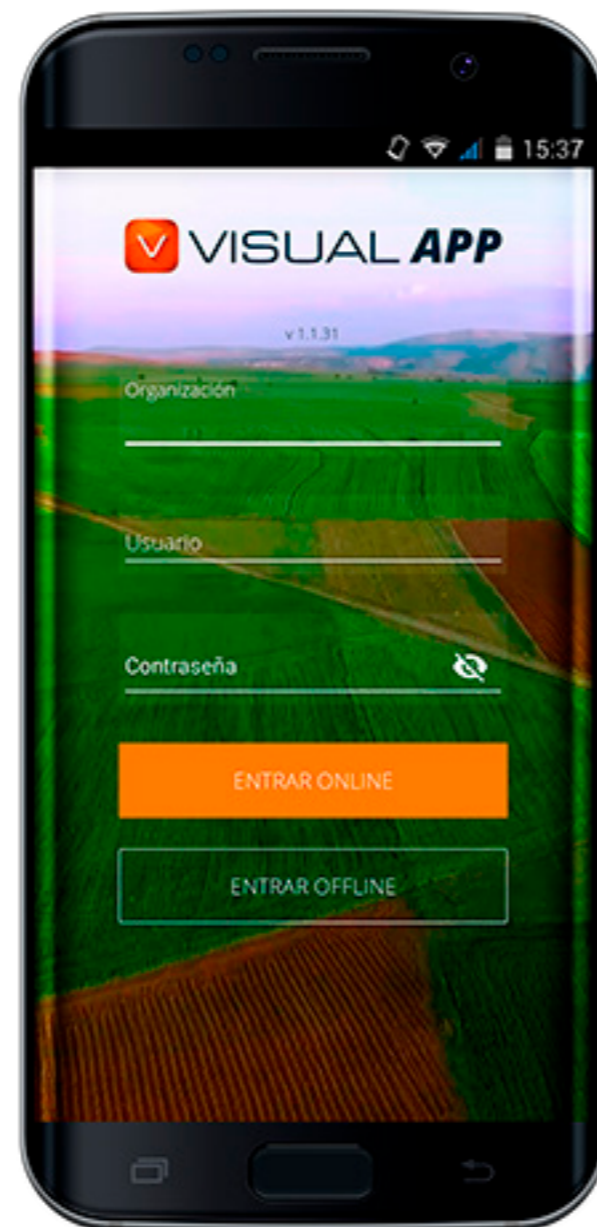 15:37
V VISUAL APP
v 1.1.31
Organización
Usuario
Contraseña
ENTRAR ONLINE
ENTRAR OFFLINE